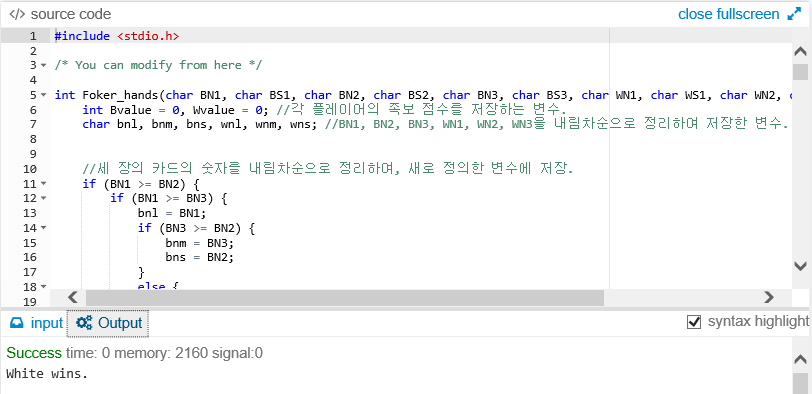 </> source code
close fullscreen
1 #include <stdio.h>
2
3 /* You can modify from here */
4
5 int Foker_hands(char BN1, char BS1, char BN2, char BS2, char BN3, char BS3, char WN1, char WS1, char WN2, c
6 int Bvalue = 0, Wvalue = 0; //각 플레이어의 족보 점수를 저장하는 변수.
7 char bnl, bnm, bns, wnl, wnm, wns; //BN1, BN2, BN3, WN1, WN2, WN3을 내림차순으로 정리하여 저장한 변수.
8
9
10 //세 장의 카드의 숫자를 내림차순으로 정리하여, 새로 정의한 변수에 저장.
11 if (BN1 >= BN2) {
12 if (BN1 >= BN3) {
13 bnl = BN1;
14 if (BN3 >= BN2) {
15 bnm = BN3;
16 bns = BN2;
17 }
18 else {
19
input
Output
syntax highlight
Success time: 0 memory: 2160 signal:0
White wins.